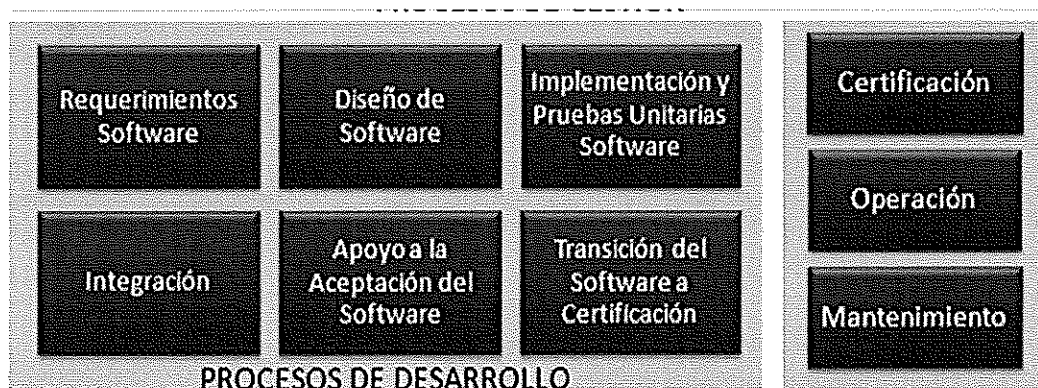 Requerimientos
Software
Diseño de
Software
Implementación y
Pruebas Unitarias
Software
Integración
Apoyo a la
Aceptación del
Software
Transición del
Software a
Certificación
PROCESOS DE DESARROLLO
Certificación
Operación
Mantenimiento